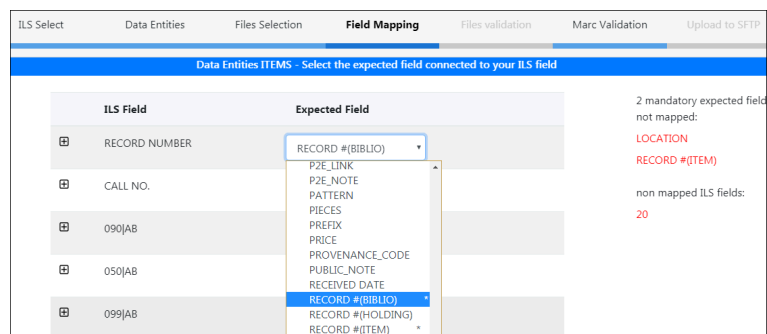 ILS Select Data Entities Files Selection Field Mapping Files validation Marc Validation Upload to SFTP
Data Entities ITEMS - Select the expected field connected to your ILS field
ILS Field Expected Field
RECORD NUMBER RECORD #(BIBLIO)
P2E_LINK
P2E_NOTE
CALL NO. PATTERN
PIECES
PREFIX
090|AB PRICE
PROVENANCE_CODE
050|AB PUBLIC_NOTE
RECEIVED DATE
RECORD #(BIBLIO) *
099|AB RECORD #(HOLDING)
RECORD #(ITEM) *
2 mandatory expected field
not mapped:
LOCATION
RECORD #(ITEM)
non mapped ILS fields:
20